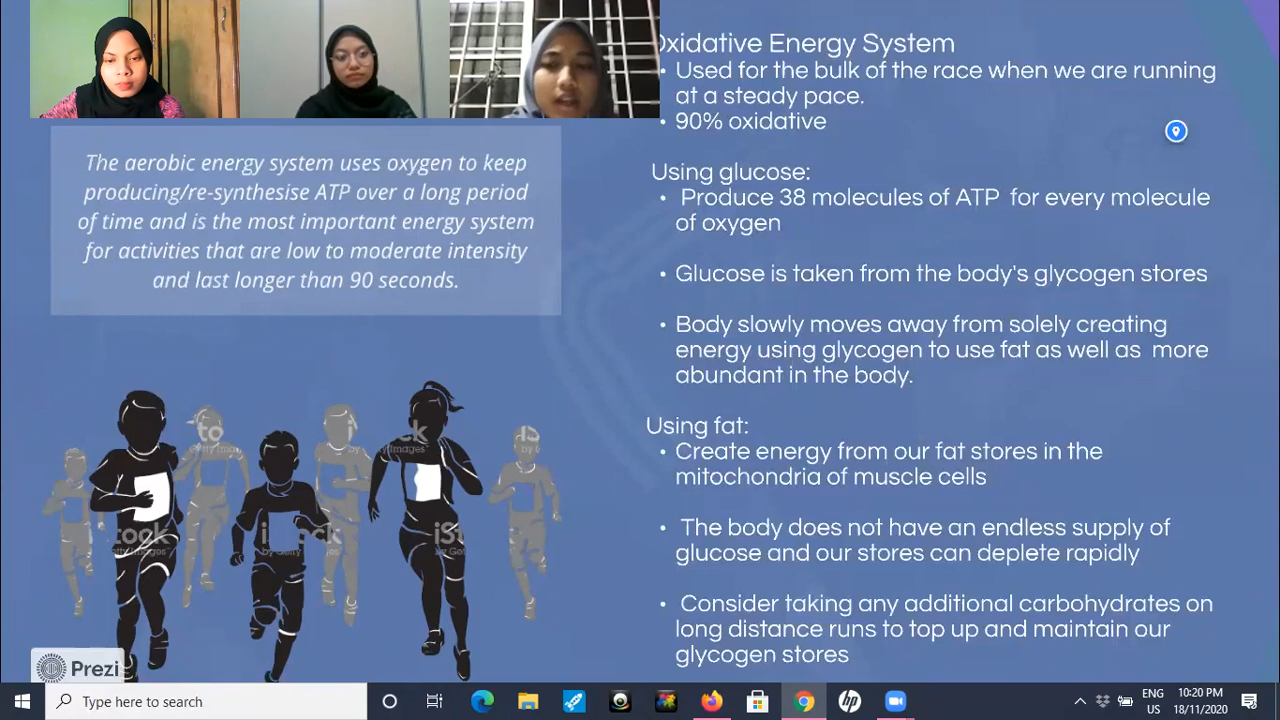 Oxidative Energy System
• Used for the bulk of the race when we are running
at a steady pace.
• 90% oxidative
The aerobic energy system uses oxygen to keep
producing/re-synthesise ATP over a long period
of time and is the most important energy system
for activities that are low to moderate intensity
and last longer than 90 seconds.
Using glucose:
• Produce 38 molecules of ATP for every molecule
of oxygen
• Glucose is taken from the body's glycogen stores
• Body slowly moves away from solely creating
energy using glycogen to use fat as well as more
abundant in the body.
Using fat:
• Create energy from our fat stores in the
mitochondria of muscle cells
• The body does not have an endless supply of
glucose and our stores can deplete rapidly
• Consider taking any additional carbohydrates on
long distance runs to top up and maintain our
glycogen stores
Prezi
Type here to search
hp
ENG
US
10:20 PM
18/11/2020